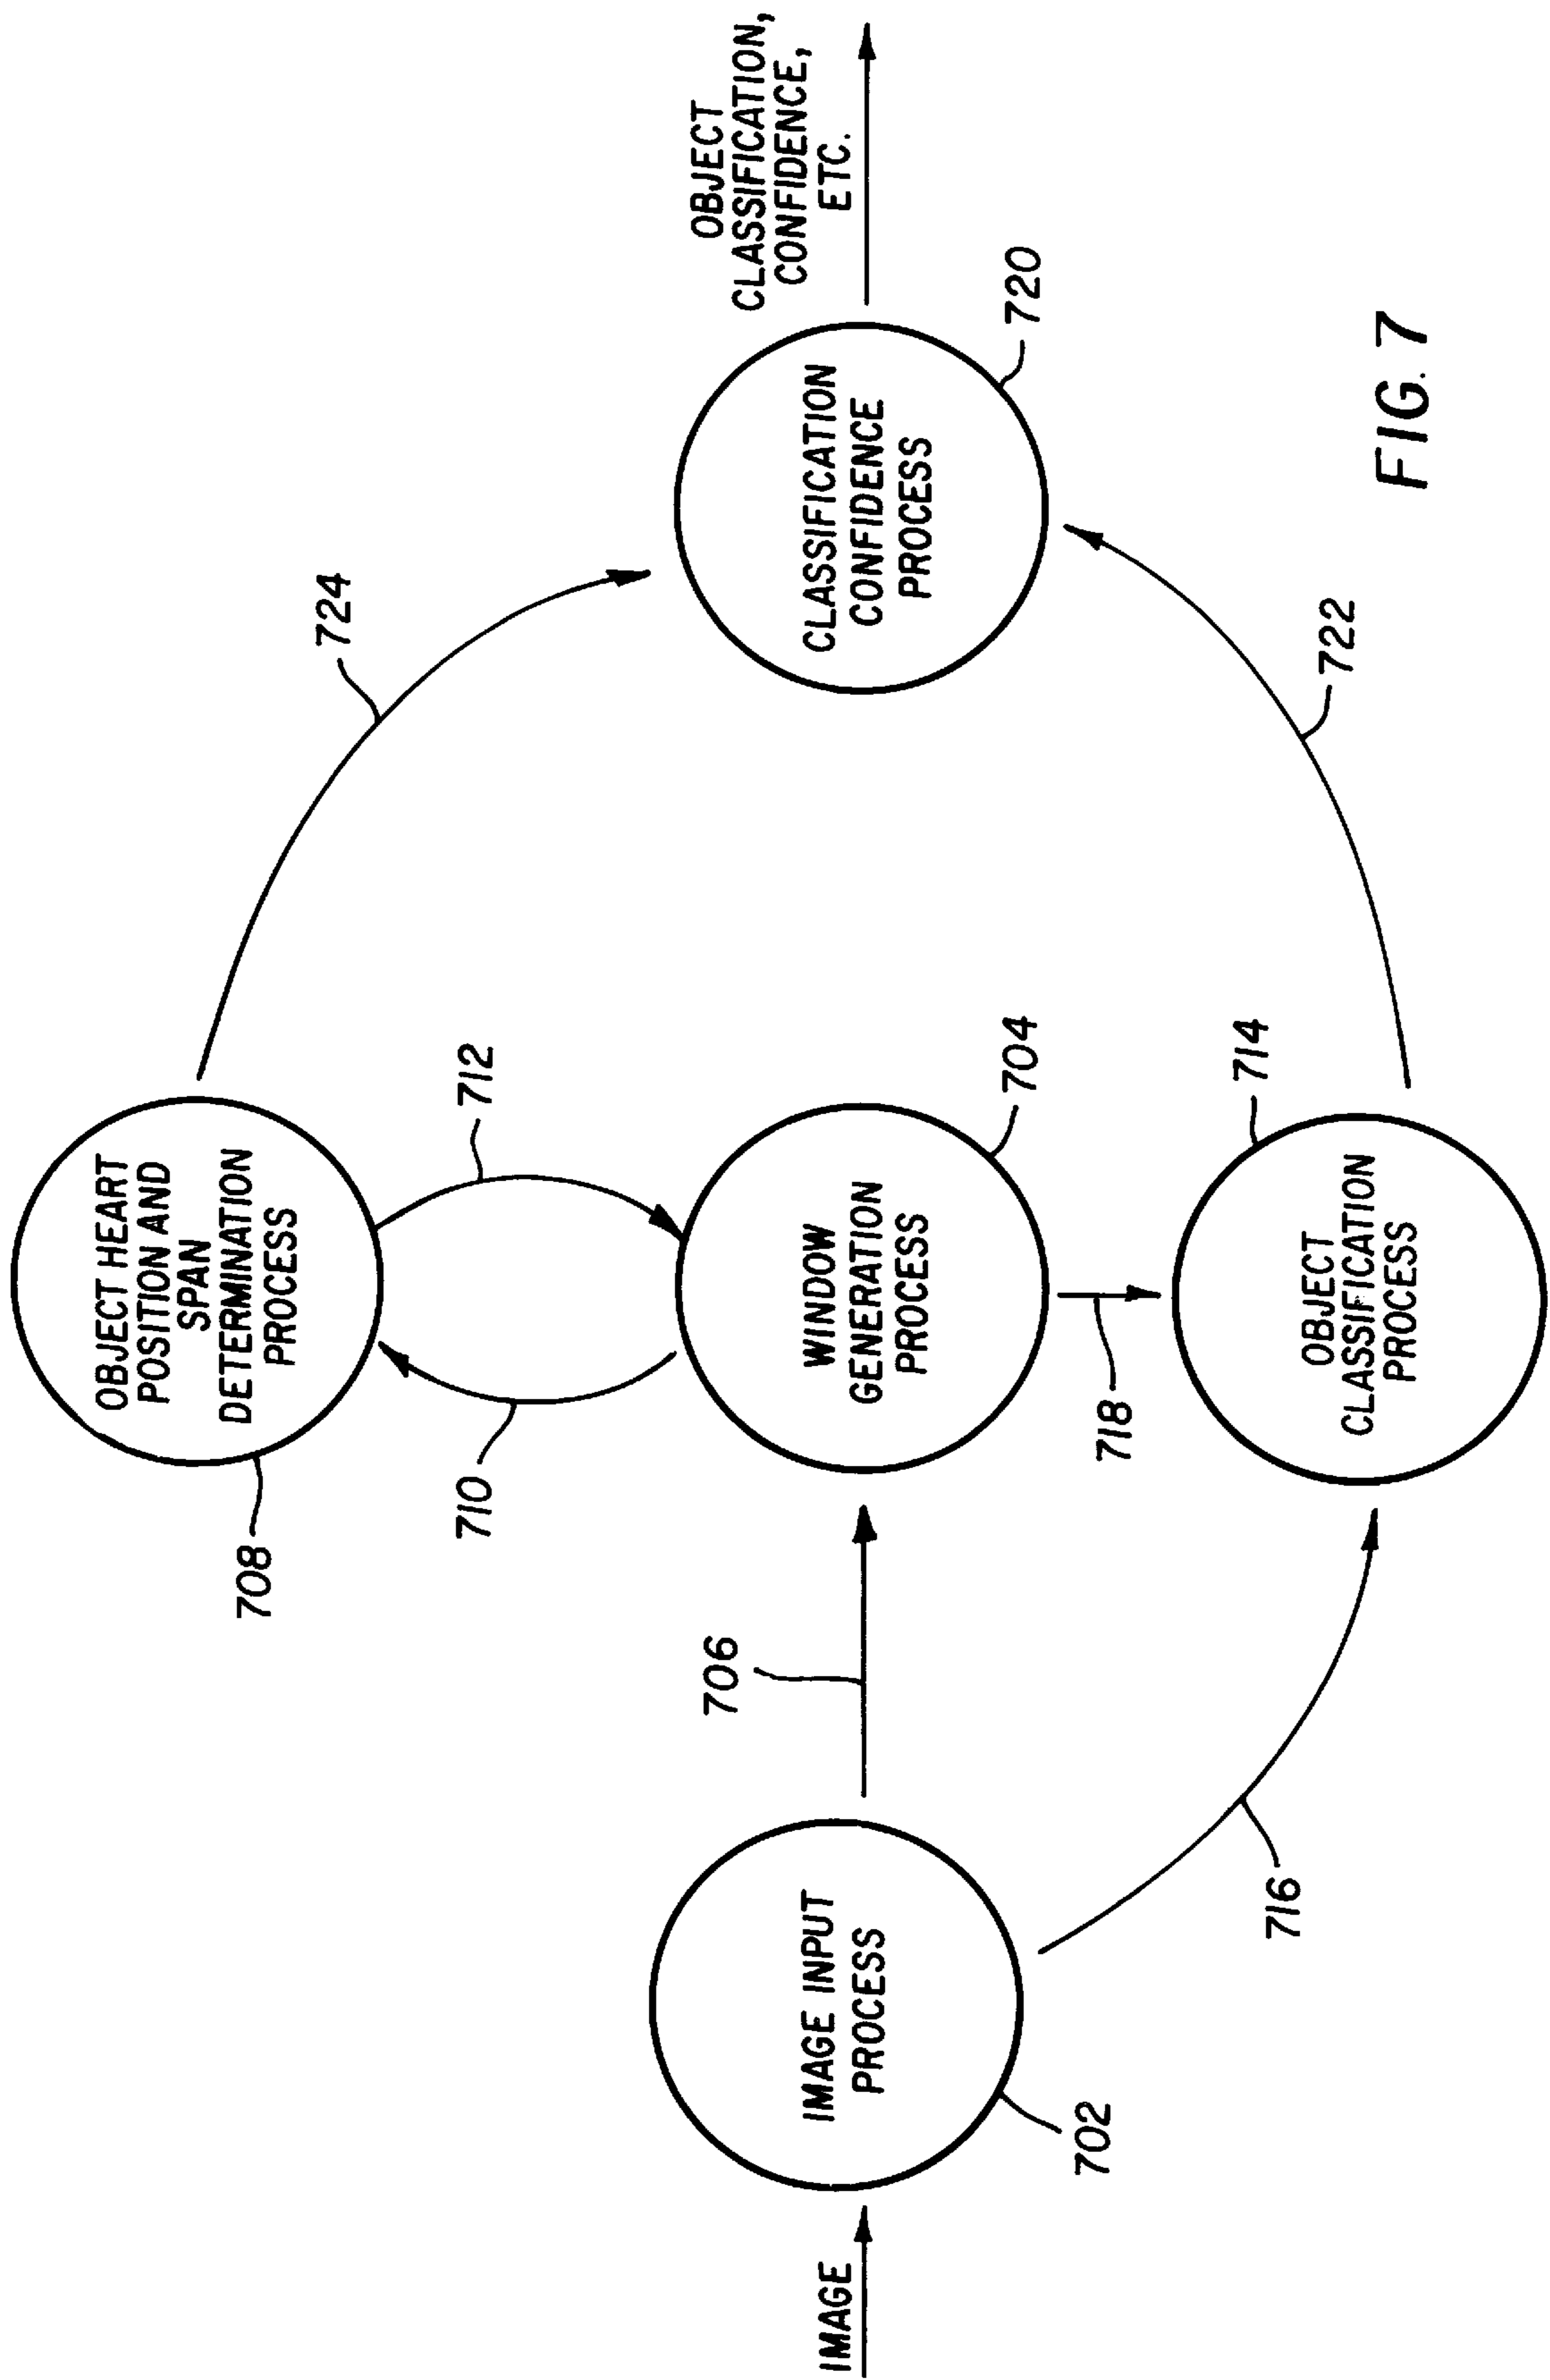 IMAGE
IMAGE INPUT
PROCESS
702
706
716
OBJECT HEART
POSITION AND
SPAN
DETERMINATION
PROCESS
708
710
712
WINDOW
GENERATION
PROCESS
704
718
OBJECT
CLASSIFICATION
PROCESS
714
724
722
CLASSIFICATION
CONFIDENCE
PROCESS
720
OBJECT
CLASSIFICATION,
CONFIDENCE,
ETC.
FIG. 7